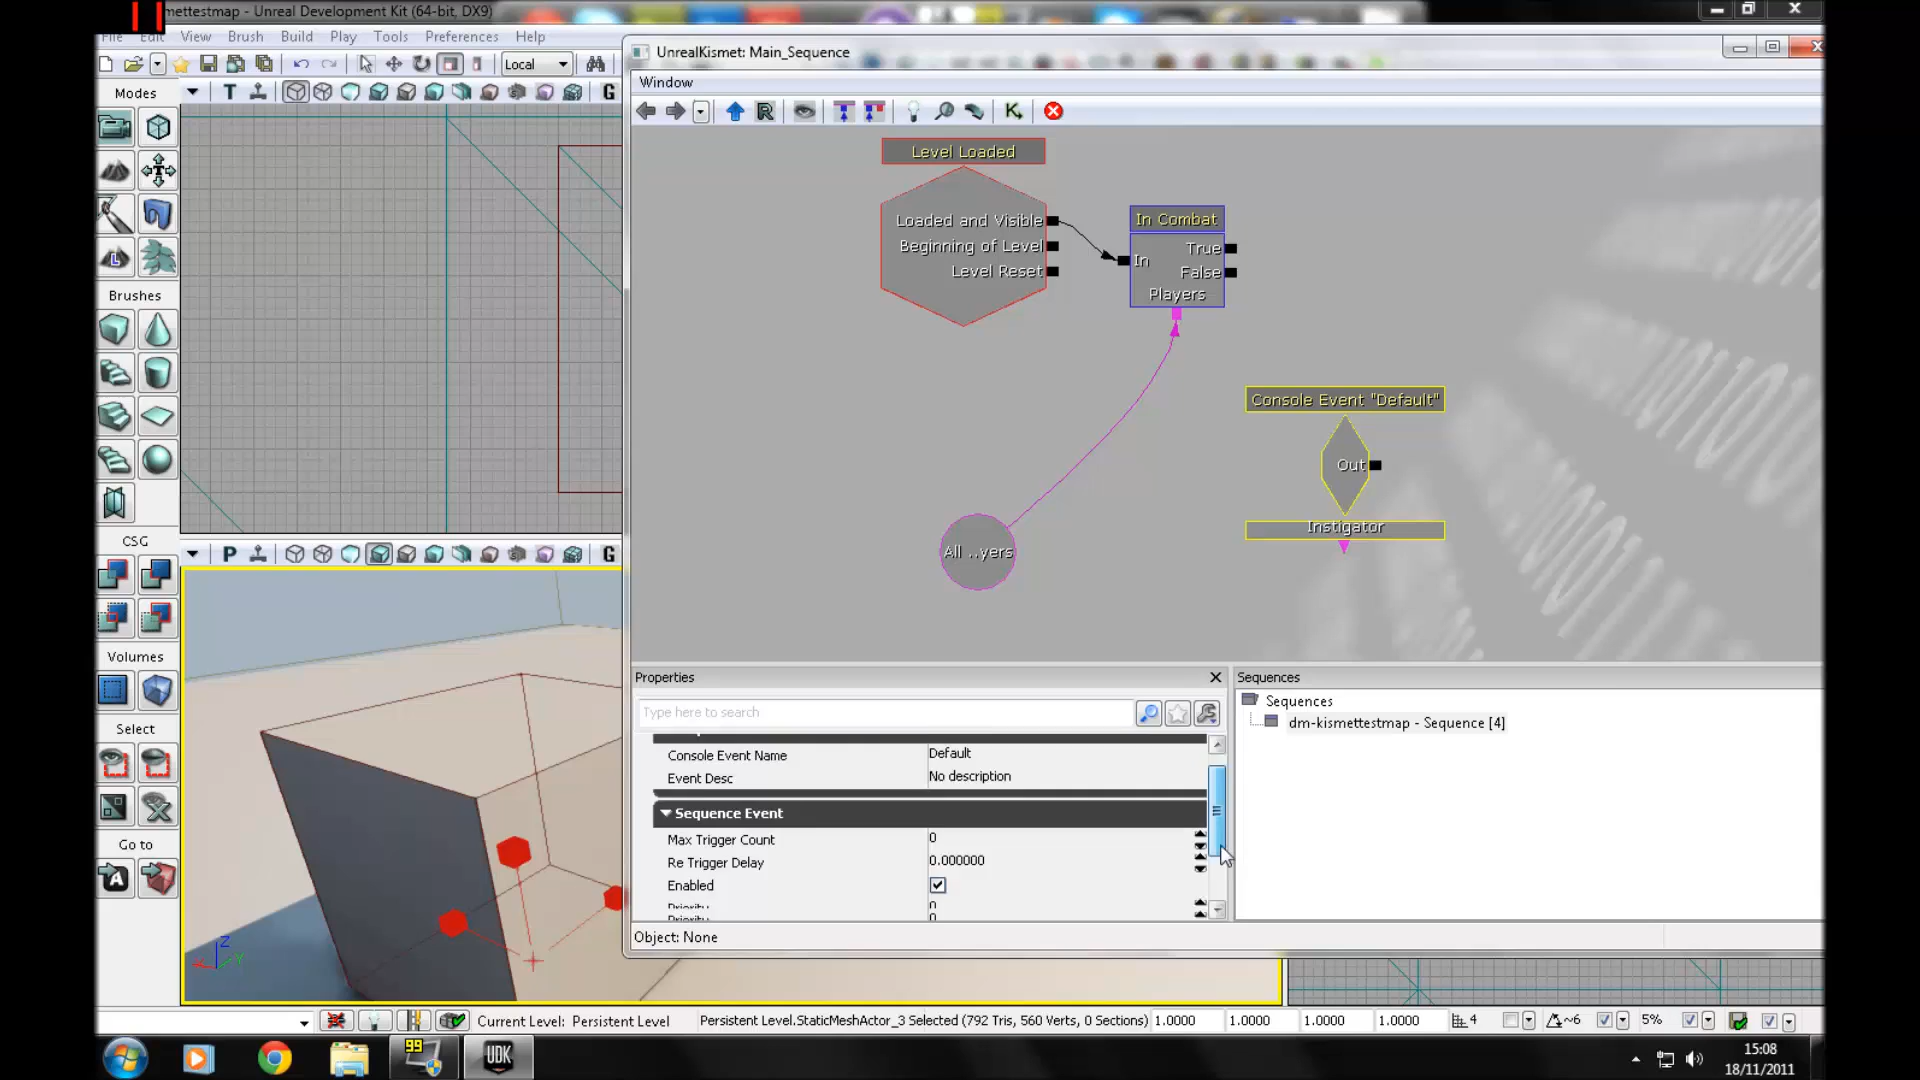 mettestmap - Unreal Development Kit (64-bit, DX9)
File Edit View Brush Build Play Tools Preferences Help
Local
UnrealKismet: Main_Sequence
Window
Modes
Brushes
CSG
Volumes
Select
Go to
T
G
P
G
R
K
Level Loaded
Loaded and Visible
Beginning of Level
Level Reset
In Combat
In
True
False
Players
Console Event "Default"
Out
Instigator
All ..yers
Properties
Type here to search
Console Event Name Default
Event Desc No description
Sequence Event
Max Trigger Count 0
Re Trigger Delay 0.000000
Enabled
Priority 0
Sequences
Sequences
dm-kismettestmap - Sequence [4]
Object: None
Z
Current Level: Persistent Level
Persistent Level.StaticMeshActor_3 Selected (792 Tris, 560 Verts, 0 Sections)
1.0000 1.0000 1.0000 1.0000
4
~6
5%
99
UDK
15:08
18/11/2011